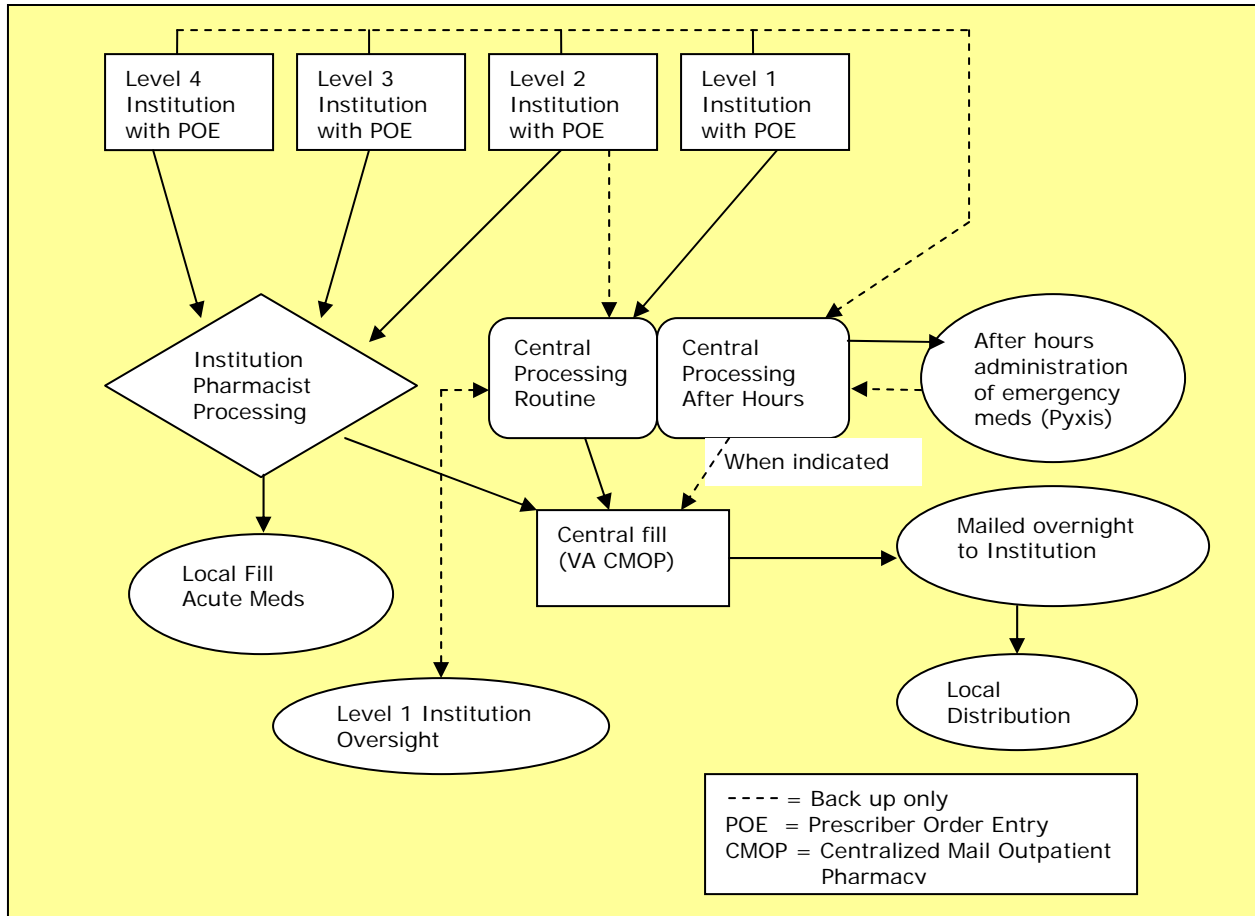 Level 4
Institution
with POE
Level 3
Institution
with POE
Level 2
Institution
with POE
Level 1
Institution
with POE
Institution
Pharmacist
Processing
Central
Processing
Routine
Central
Processing
After Hours
After hours
administration
of emergency
meds (Pyxis)
When indicated
Central fill
(VA CMOP)
Mailed overnight
to Institution
Local Fill
Acute Meds
Level 1 Institution
Oversight
Local
Distribution
---- = Back up only
POE = Prescriber Order Entry
CMOP = Centralized Mail Outpatient
Pharmacy